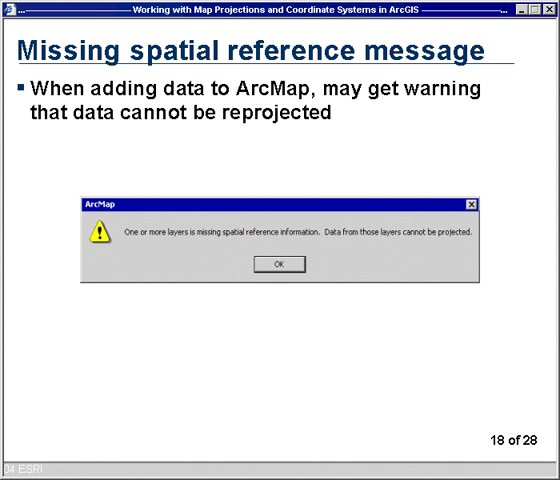 Working with Map Projections and Coordinate Systems in ArcGIS
Missing spatial reference message
When adding data to ArcMap, may get warning
that data cannot be reprojected
ArcMap
One or more layers is missing spatial reference information. Data from those layers cannot be projected.
OK
18 of 28
04 ESRI